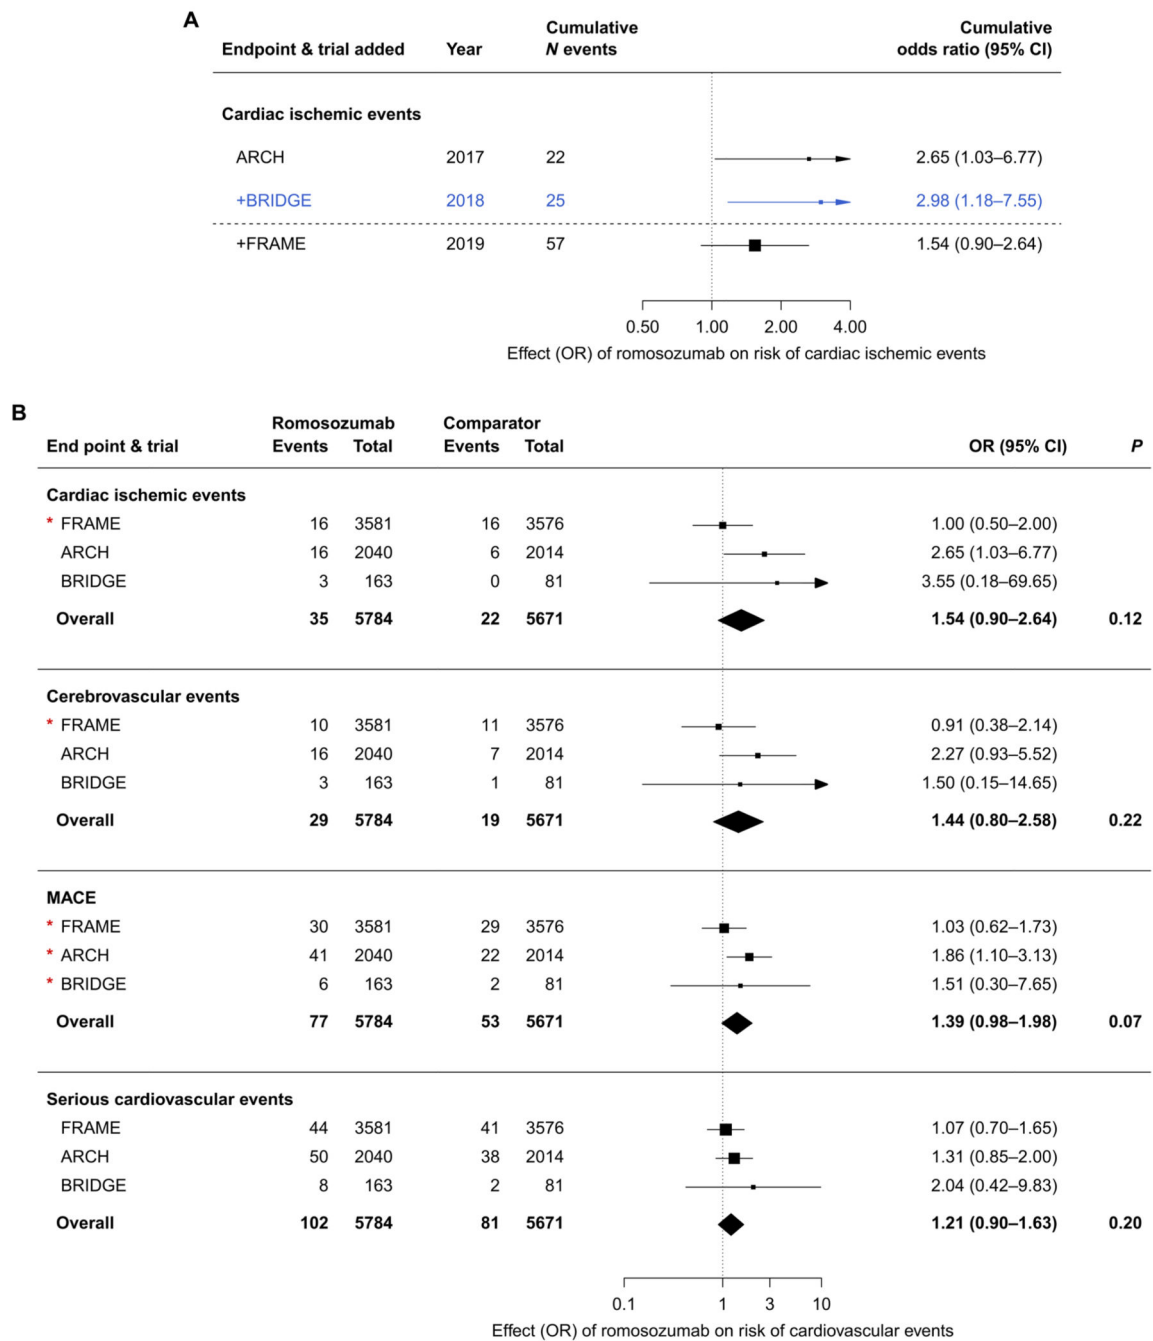 A
Endpoint & trial added Year Cumulative N events Cumulative odds ratio (95% CI)
Cardiac ischemic events
ARCH 2017 22 2.65 (1.03–6.77)
+BRIDGE 2018 25 2.98 (1.18–7.55)
+FRAME 2019 57 1.54 (0.90–2.64)
0.50 1.00 2.00 4.00
Effect (OR) of romosozumab on risk of cardiac ischemic events
B
Romosozumab Comparator
End point & trial Events Total Events Total OR (95% CI) P
Cardiac ischemic events
* FRAME 16 3581 16 3576 1.00 (0.50–2.00)
ARCH 16 2040 6 2014 2.65 (1.03–6.77)
BRIDGE 3 163 0 81 3.55 (0.18–69.65)
Overall 35 5784 22 5671 1.54 (0.90–2.64) 0.12
Cerebrovascular events
* FRAME 10 3581 11 3576 0.91 (0.38–2.14)
ARCH 16 2040 7 2014 2.27 (0.93–5.52)
BRIDGE 3 163 1 81 1.50 (0.15–14.65)
Overall 29 5784 19 5671 1.44 (0.80–2.58) 0.22
MACE
* FRAME 30 3581 29 3576 1.03 (0.62–1.73)
* ARCH 41 2040 22 2014 1.86 (1.10–3.13)
* BRIDGE 6 163 2 81 1.51 (0.30–7.65)
Overall 77 5784 53 5671 1.39 (0.98–1.98) 0.07
Serious cardiovascular events
FRAME 44 3581 41 3576 1.07 (0.70–1.65)
ARCH 50 2040 38 2014 1.31 (0.85–2.00)
BRIDGE 8 163 2 81 2.04 (0.42–9.83)
Overall 102 5784 81 5671 1.21 (0.90–1.63) 0.20
0.1 1 3 10
Effect (OR) of romosozumab on risk of cardiovascular events